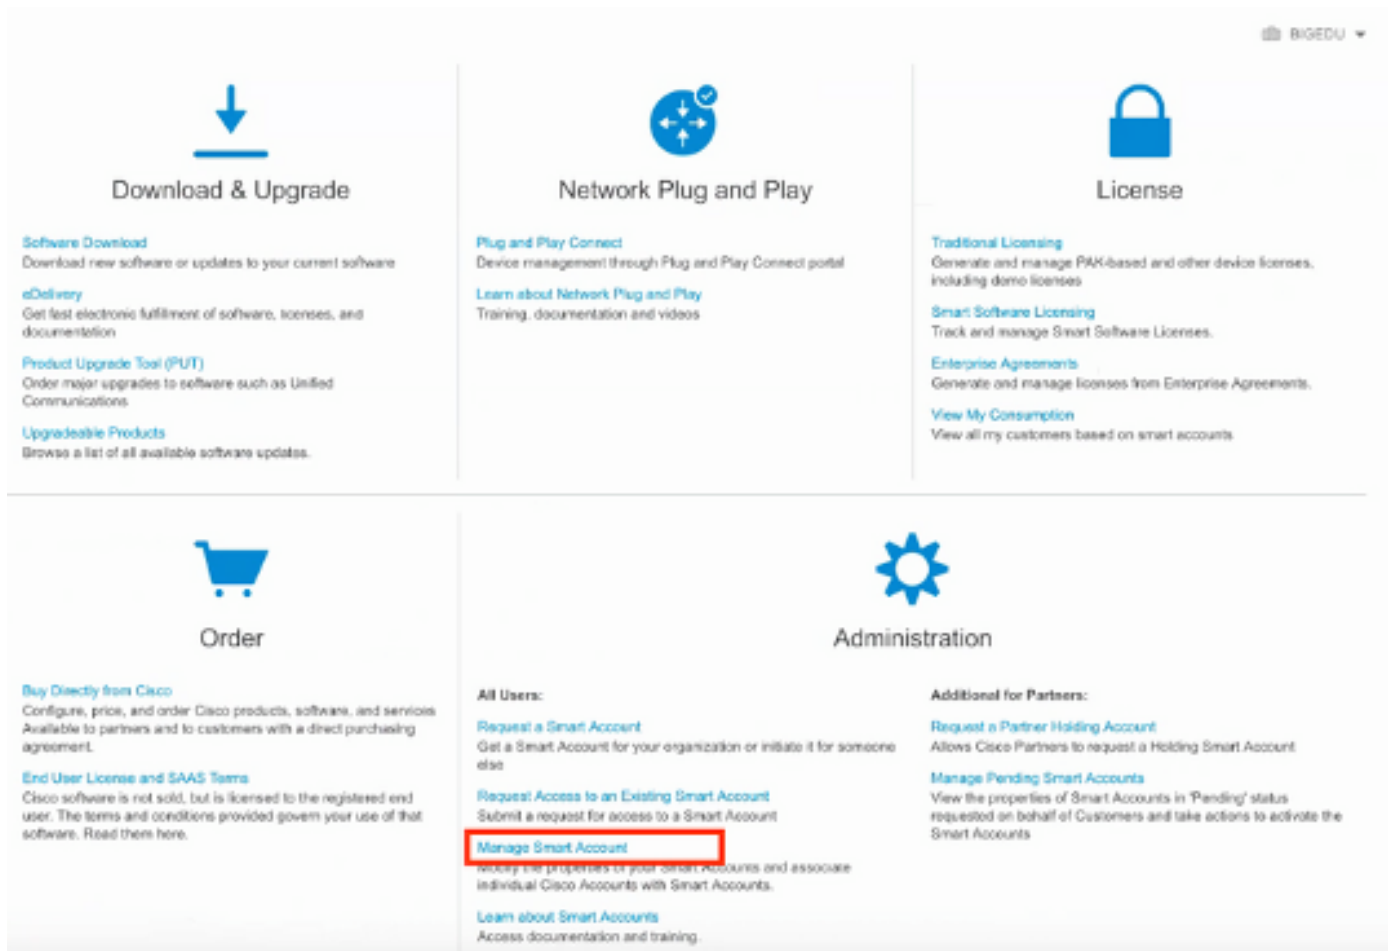 BIGEDU
Download & Upgrade
Software Download
Download new software or updates to your current software
eDelivery
Get fast electronic fulfillment of software, licenses, and
documentation
Product Upgrade Tool (PUT)
Order major upgrades to software such as Unified
Communications
Upgradeable Products
Browse a list of all available software updates.
Network Plug and Play
Plug and Play Connect
Device management through Plug and Play Connect portal
Learn about Network Plug and Play
Training, documentation and videos
License
Traditional Licensing
Generate and manage PAK-based and other device licenses,
including demo licenses
Smart Software Licensing
Track and manage Smart Software Licenses.
Enterprise Agreements
Generate and manage licenses from Enterprise Agreements.
View My Consumption
View all my customers based on smart accounts
Order
Buy Directly from Cisco
Configure, price, and order Cisco products, software, and services
Available to partners and to customers with a direct purchasing
agreement.
End User License and SAAS Terms
Cisco software is not sold, but is licensed to the registered end
user. The terms and conditions provided govern your use of that
software. Read them here.
Administration
All Users:
Request a Smart Account
Get a Smart Account for your organization or initiate it for someone
else
Request Access to an Existing Smart Account
Submit a request for access to a Smart Account
Manage Smart Account
Modify the properties of your Smart Accounts and associate
individual Cisco Accounts with Smart Accounts.
Learn about Smart Accounts
Access documentation and training.
Additional for Partners:
Request a Partner Holding Account
Allows Cisco Partners to request a Holding Smart Account
Manage Pending Smart Accounts
View the properties of Smart Accounts in 'Pending' status
requested on behalf of Customers and take actions to activate the
Smart Accounts